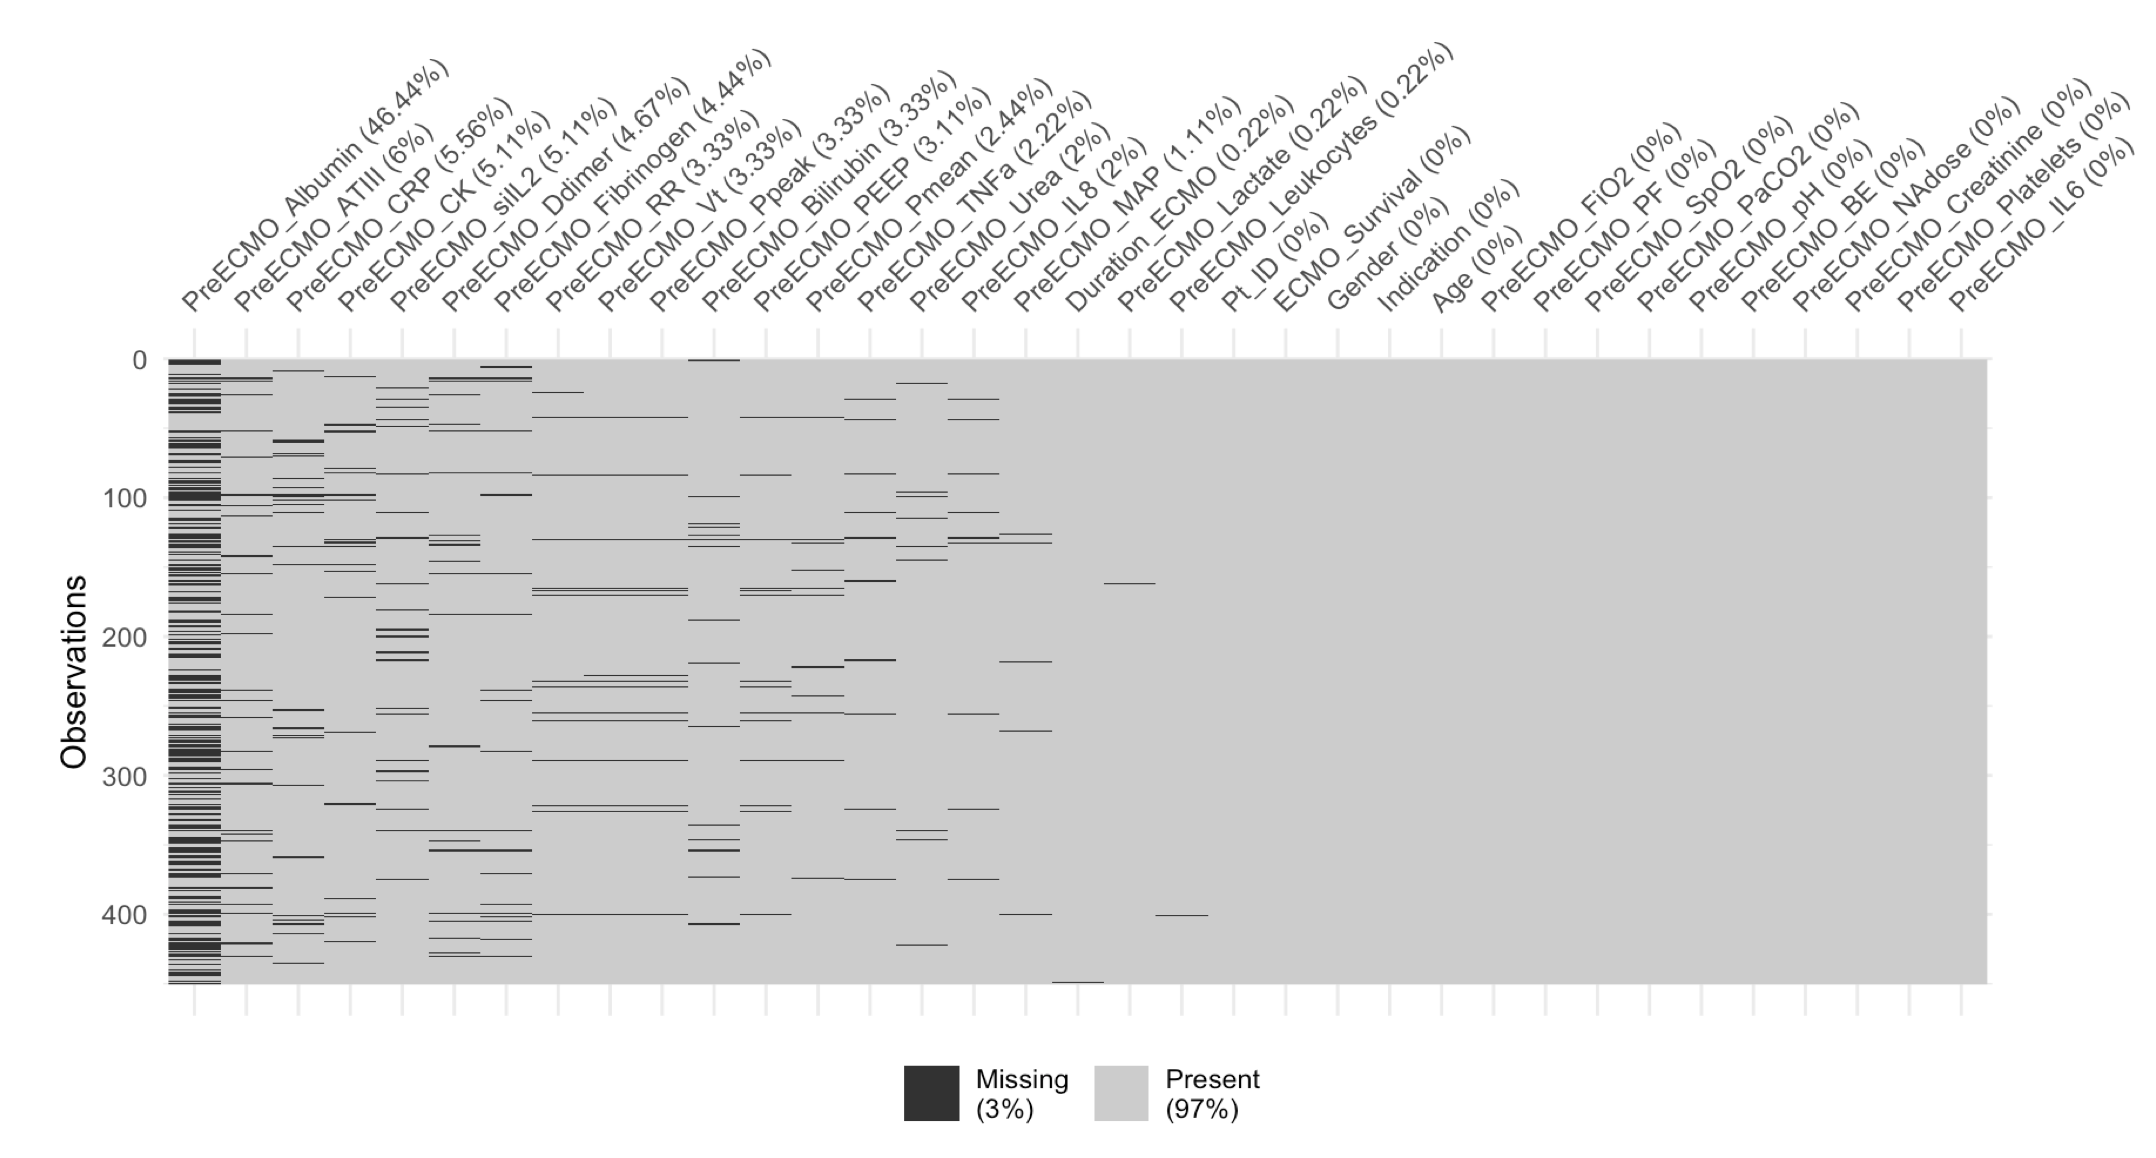 PreECMO_Albumin (46.44%)
PreECMO_ATIII (6%)
PreECMO_CRP (5.56%)
PreECMO_CK (5.11%)
PreECMO_siIL2 (5.11%)
PreECMO_Ddimer (4.67%)
PreECMO_Fibrinogen (4.44%)
PreECMO_RR (3.33%)
PreECMO_Vt (3.33%)
PreECMO_Ppeak (3.33%)
PreECMO_Bilirubin (3.33%)
PreECMO_PEEP (3.11%)
PreECMO_Pmean (2.44%)
PreECMO_TNFa (2.22%)
PreECMO_Urea (2%)
PreECMO_IL8 (2%)
PreECMO_MAP (1.11%)
Duration_ECMO (0.22%)
PreECMO_Lactate (0.22%)
PreECMO_Leukocytes (0.22%)
Pt_ID (0%)
ECMO_Survival (0%)
Gender (0%)
Indication (0%)
Age (0%)
PreECMO_FiO2 (0%)
PreECMO_PF (0%)
PreECMO_SpO2 (0%)
PreECMO_PaCO2 (0%)
PreECMO_pH (0%)
PreECMO_BE (0%)
PreECMO_NAdose (0%)
PreECMO_Creatinine (0%)
PreECMO_Platelets (0%)
PreECMO_IL6 (0%)
0
100
200
300
400
Observations
Missing
(3%)
Present
(97%)